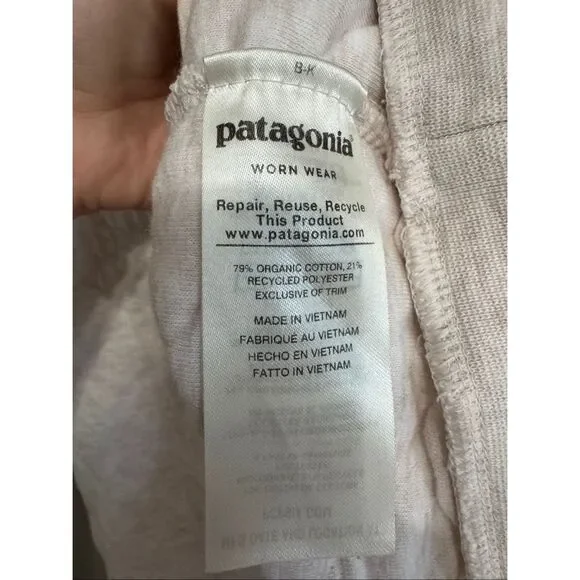 B-K
patagonia®
WORN WEAR
Repair, Reuse, Recycle
This Product
www.patagonia.com
79% ORGANIC COTTON, 21%
RECYCLED POLYESTER
EXCLUSIVE OF TRIM
MADE IN VIETNAM
FABRIQUÉ AU VIETNAM
HECHO EN VIETNAM
FATTO IN VIETNAM